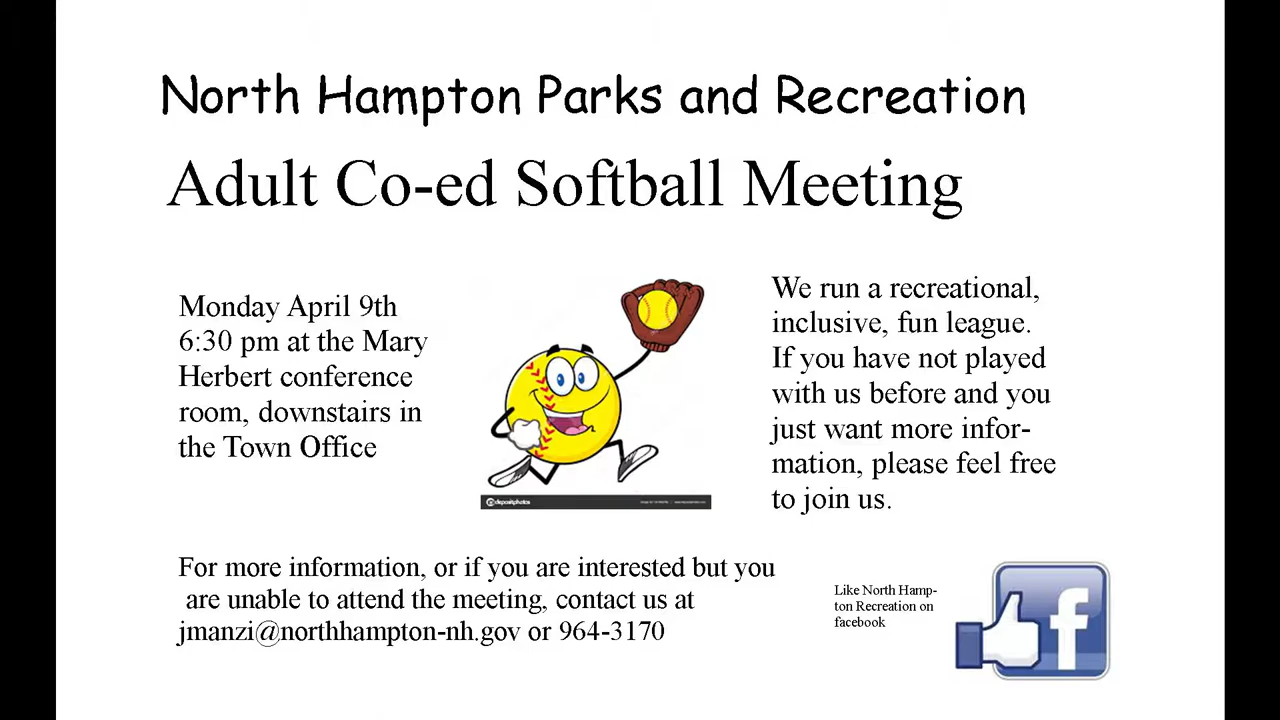 North Hampton Parks and Recreation
Adult Co-ed Softball Meeting
Monday April 9th
6:30 pm at the Mary
Herbert conference
room, downstairs in
the Town Office
We run a recreational,
inclusive, fun league.
If you have not played
with us before and you
just want more infor-
mation, please feel free
to join us.
depositphotos
For more information, or if you are interested but you
are unable to attend the meeting, contact us at
jmanzi@northhampton-nh.gov or 964-3170
Like North Hamp-
ton Recreation on
facebook
f